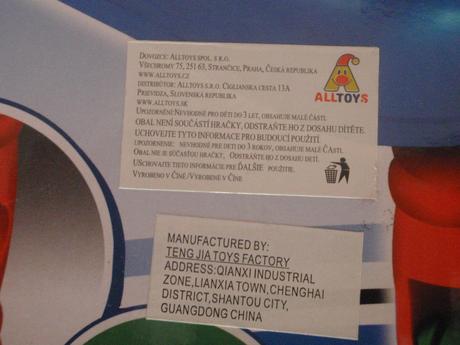 DOVOZCE: ALLTOYS SPOL. S R.O.
VŠECHROMY 75, 251 63, STRANČICE, PRAHA, ČESKÁ REPUBLIKA
WWW.ALLTOYS.CZ
DISTRIBÚTOR: ALLTOYS S.R.O. CIGLIANSKA CESTA 13A
PRIEVIDZA, SLOVENSKÁ REPUBLIKA
WWW.ALLTOYS.SK
UPOZORNĚNÍ:NEVHODNÉ PRO DĚTI DO 3 LET, OBSAHUJE MALÉ ČÁSTI.
OBAL NENÍ SOUČÁSTÍ HRAČKY, ODSTRAŇTE HO Z DOSAHU DÍTĚTE.
UCHOVEJTE TYTO INFORMACE PRO BUDOUCÍ POUŽITÍ
UPOZORNENIE: NEVHODNÉ PRE DETI DO 3 ROKOV, OBSAHUJE MALÉ ČASTI.
OBAL NIE JE SÚČASŤOU HRAČKY, ODSTRAŇTE HO Z DOSAHU DETÍ.
USCHOVAJTE TIETO INFORMÁCIE PRE ĎALŠIE POUŽITIE.
VYROBENO V ČÍNĚ/VYROBENÉ V ČÍNE
ALLTOYS
MANUFACTURED BY:
TENG JIA TOYS FACTORY
ADDRESS:QIANXI INDUSTRIAL
ZONE,LIANXIA TOWN,CHENGHAI
DISTRICT,SHANTOU CITY,
GUANGDONG CHINA